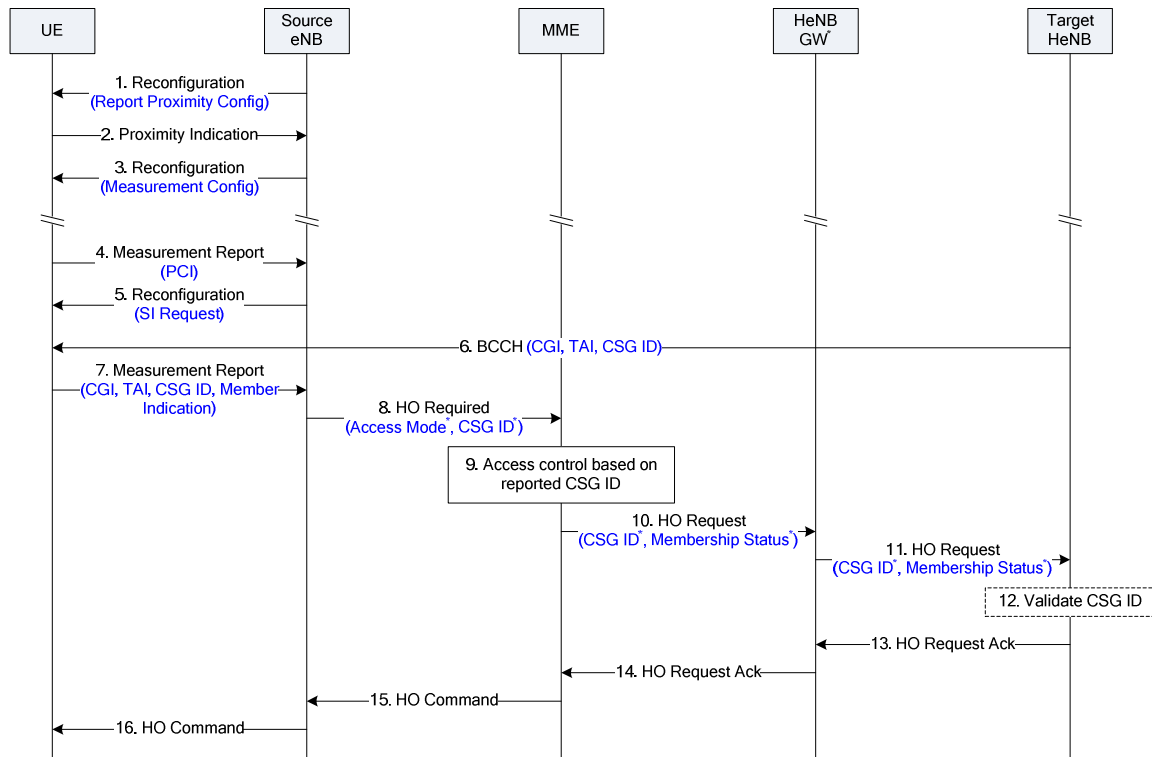 UE
Source
eNB
MME
HeNB
GW*
Target
HeNB
1. Reconfiguration
(Report Proximity Config)
2. Proximity Indication
3. Reconfiguration
(Measurement Config)
4. Measurement Report
(PCI)
5. Reconfiguration
(SI Request)
6. BCCH (CGI, TAI, CSG ID)
7. Measurement Report
(CGI, TAI, CSG ID, Member
Indication)
8. HO Required
(Access Mode*, CSG ID*)
9. Access control based on
reported CSG ID
10. HO Request
(CSG ID*, Membership Status*)
11. HO Request
(CSG ID*, Membership Status*)
12. Validate CSG ID
13. HO Request Ack
14. HO Request Ack
15. HO Command
16. HO Command